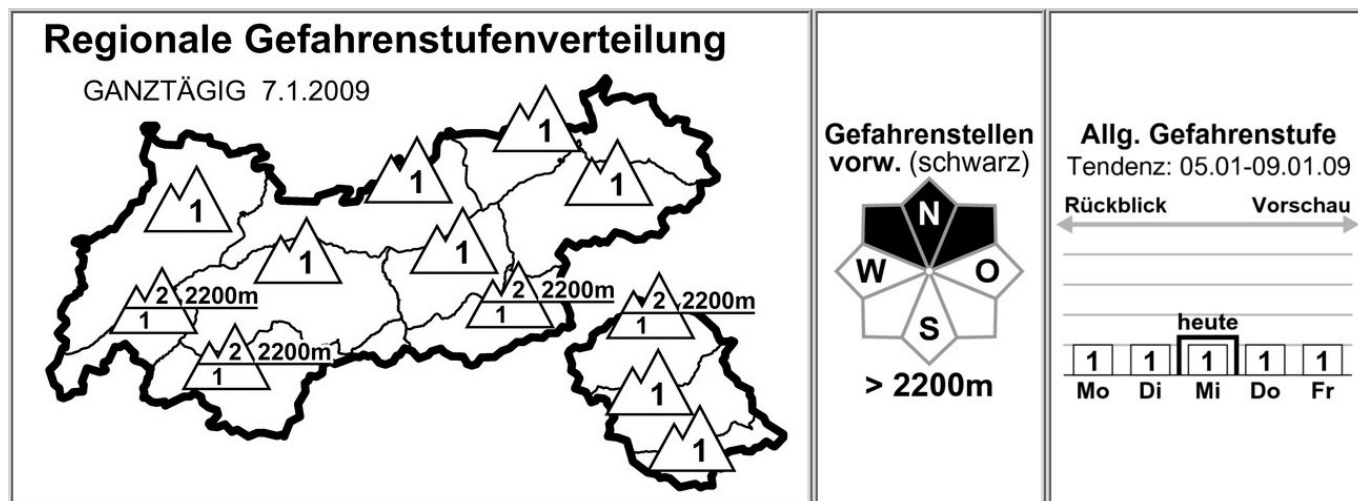 Regionale Gefahrenstufenverteilung
GANZTÄGIG 7.1.2009
1
1
1
1
1
1
2 2200m
1
2 2200m
1
2 2200m
1
2 2200m
1
1
1
Gefahrenstellen
vorw. (schwarz)
N
W O
S
> 2200m
Allg. Gefahrenstufe
Tendenz: 05.01-09.01.09
Rückblick Vorschau
heute
1 1 1 1 1
Mo Di Mi Do Fr